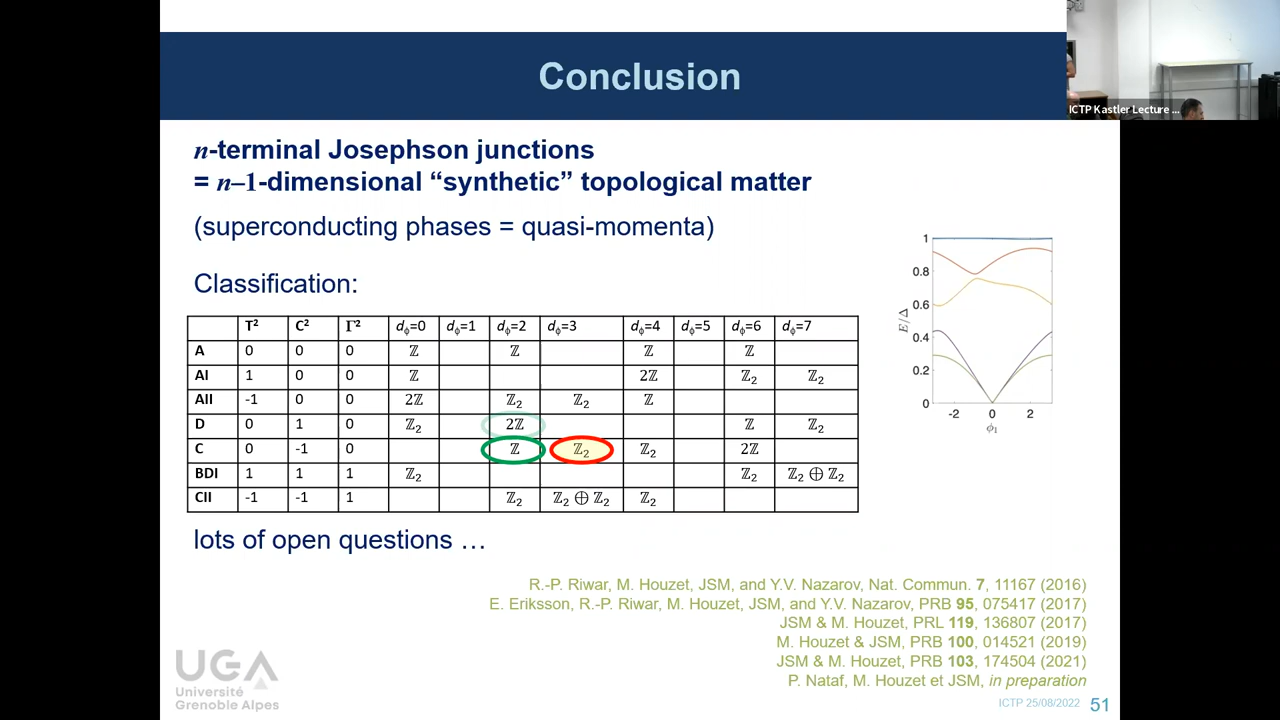 Conclusion
ICTP Kastler Lecture ...
n-terminal Josephson junctions
= n–1-dimensional “synthetic” topological matter
(superconducting phases = quasi-momenta)
Classification:
T² C² Γ² dϕ=0 dϕ=1 dϕ=2 dϕ=3 dϕ=4 dϕ=5 dϕ=6 dϕ=7
A 0 0 0 ℤ ℤ ℤ ℤ
AI 1 0 0 ℤ 2ℤ ℤ₂ ℤ₂
AII -1 0 0 2ℤ ℤ₂ ℤ₂ ℤ
D 0 1 0 ℤ₂ 2ℤ ℤ ℤ₂
C 0 -1 0 ℤ ℤ₂ ℤ₂ 2ℤ
BDI 1 1 1 ℤ₂ ℤ₂ ℤ₂ ⊕ ℤ₂
CII -1 -1 1 ℤ₂ ℤ₂ ⊕ ℤ₂ ℤ₂
1
0.8
0.6
0.4
0.2
0
E/Δ
-2 0 2
ϕ₁
lots of open questions …
R.-P. Riwar, M. Houzet, JSM, and Y.V. Nazarov, Nat. Commun. 7, 11167 (2016)
E. Eriksson, R.-P. Riwar, M. Houzet, JSM, and Y.V. Nazarov, PRB 95, 075417 (2017)
JSM & M. Houzet, PRL 119, 136807 (2017)
M. Houzet & JSM, PRB 100, 014521 (2019)
JSM & M. Houzet, PRB 103, 174504 (2021)
P. Nataf, M. Houzet et JSM, in preparation
UGA
Université
Grenoble Alpes
ICTP 25/08/2022 51